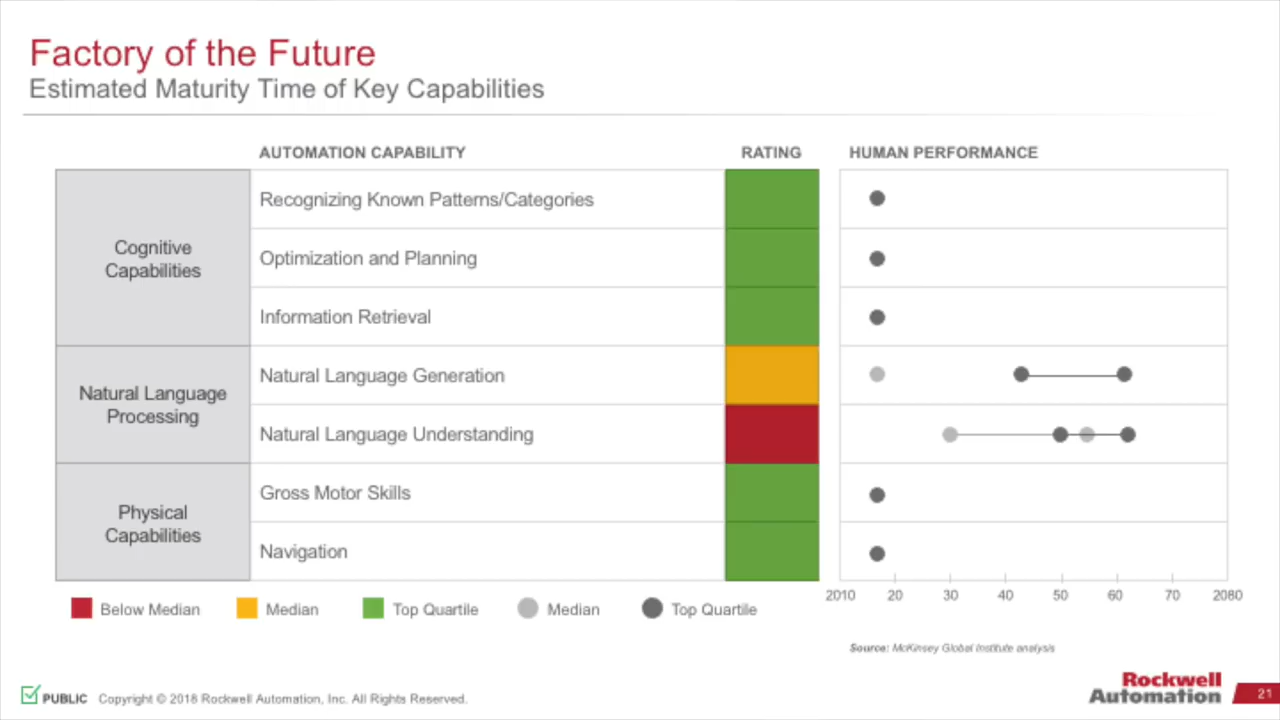 Factory of the Future
Estimated Maturity Time of Key Capabilities
AUTOMATION CAPABILITY RATING HUMAN PERFORMANCE
Cognitive
Capabilities
Recognizing Known Patterns/Categories
Optimization and Planning
Information Retrieval
Natural Language
Processing
Natural Language Generation
Natural Language Understanding
Physical
Capabilities
Gross Motor Skills
Navigation
2010 20 30 40 50 60 70 2080
Below Median Median Top Quartile Median Top Quartile
Source: McKinsey Global Institute analysis
PUBLIC Copyright © 2018 Rockwell Automation, Inc. All Rights Reserved.
Rockwell
Automation
21